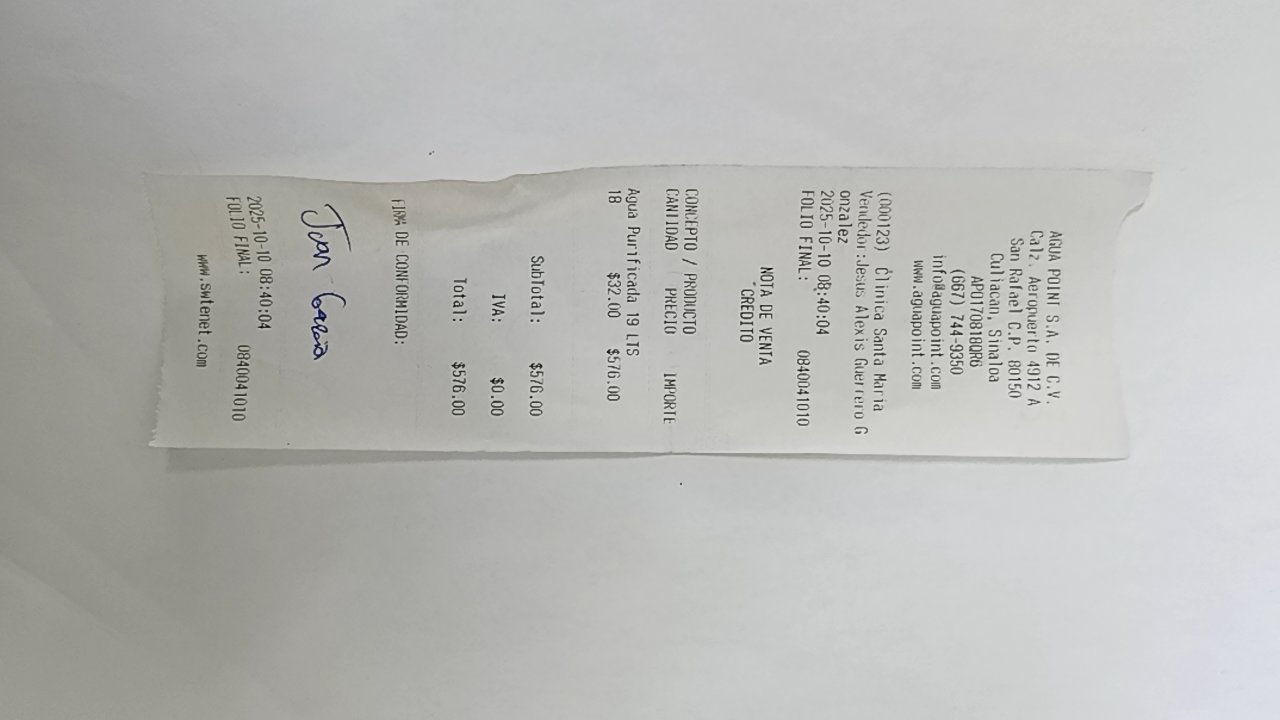 AGUA POINT S.A. DE C.V.
Calz. Aeropuerto 4912 A
San Rafael C.P. 80150
Culiacan, Sinaloa
APO170818QR6
(667) 744-9350
info@aguapoint.com
www.aguapoint.com
(000123) Clinica Santa Maria
Vendedor:Jesus Alexis Guerrero G
onzalez
2025-10-10 08:40:04
FOLIO FINAL: 0840041010
NOTA DE VENTA
CREDITO
CONCEPTO / PRODUCTO
CANTIDAD PRECIO IMPORTE
Agua Purificada 19 LTS
18 $32.00 $576.00
SubTotal: $576.00
IVA: $0.00
Total: $576.00
FIRMA DE CONFORMIDAD:
Juan Garcia
2025-10-10 08:40:04
FOLIO FINAL: 0840041010
www.swtenet.com